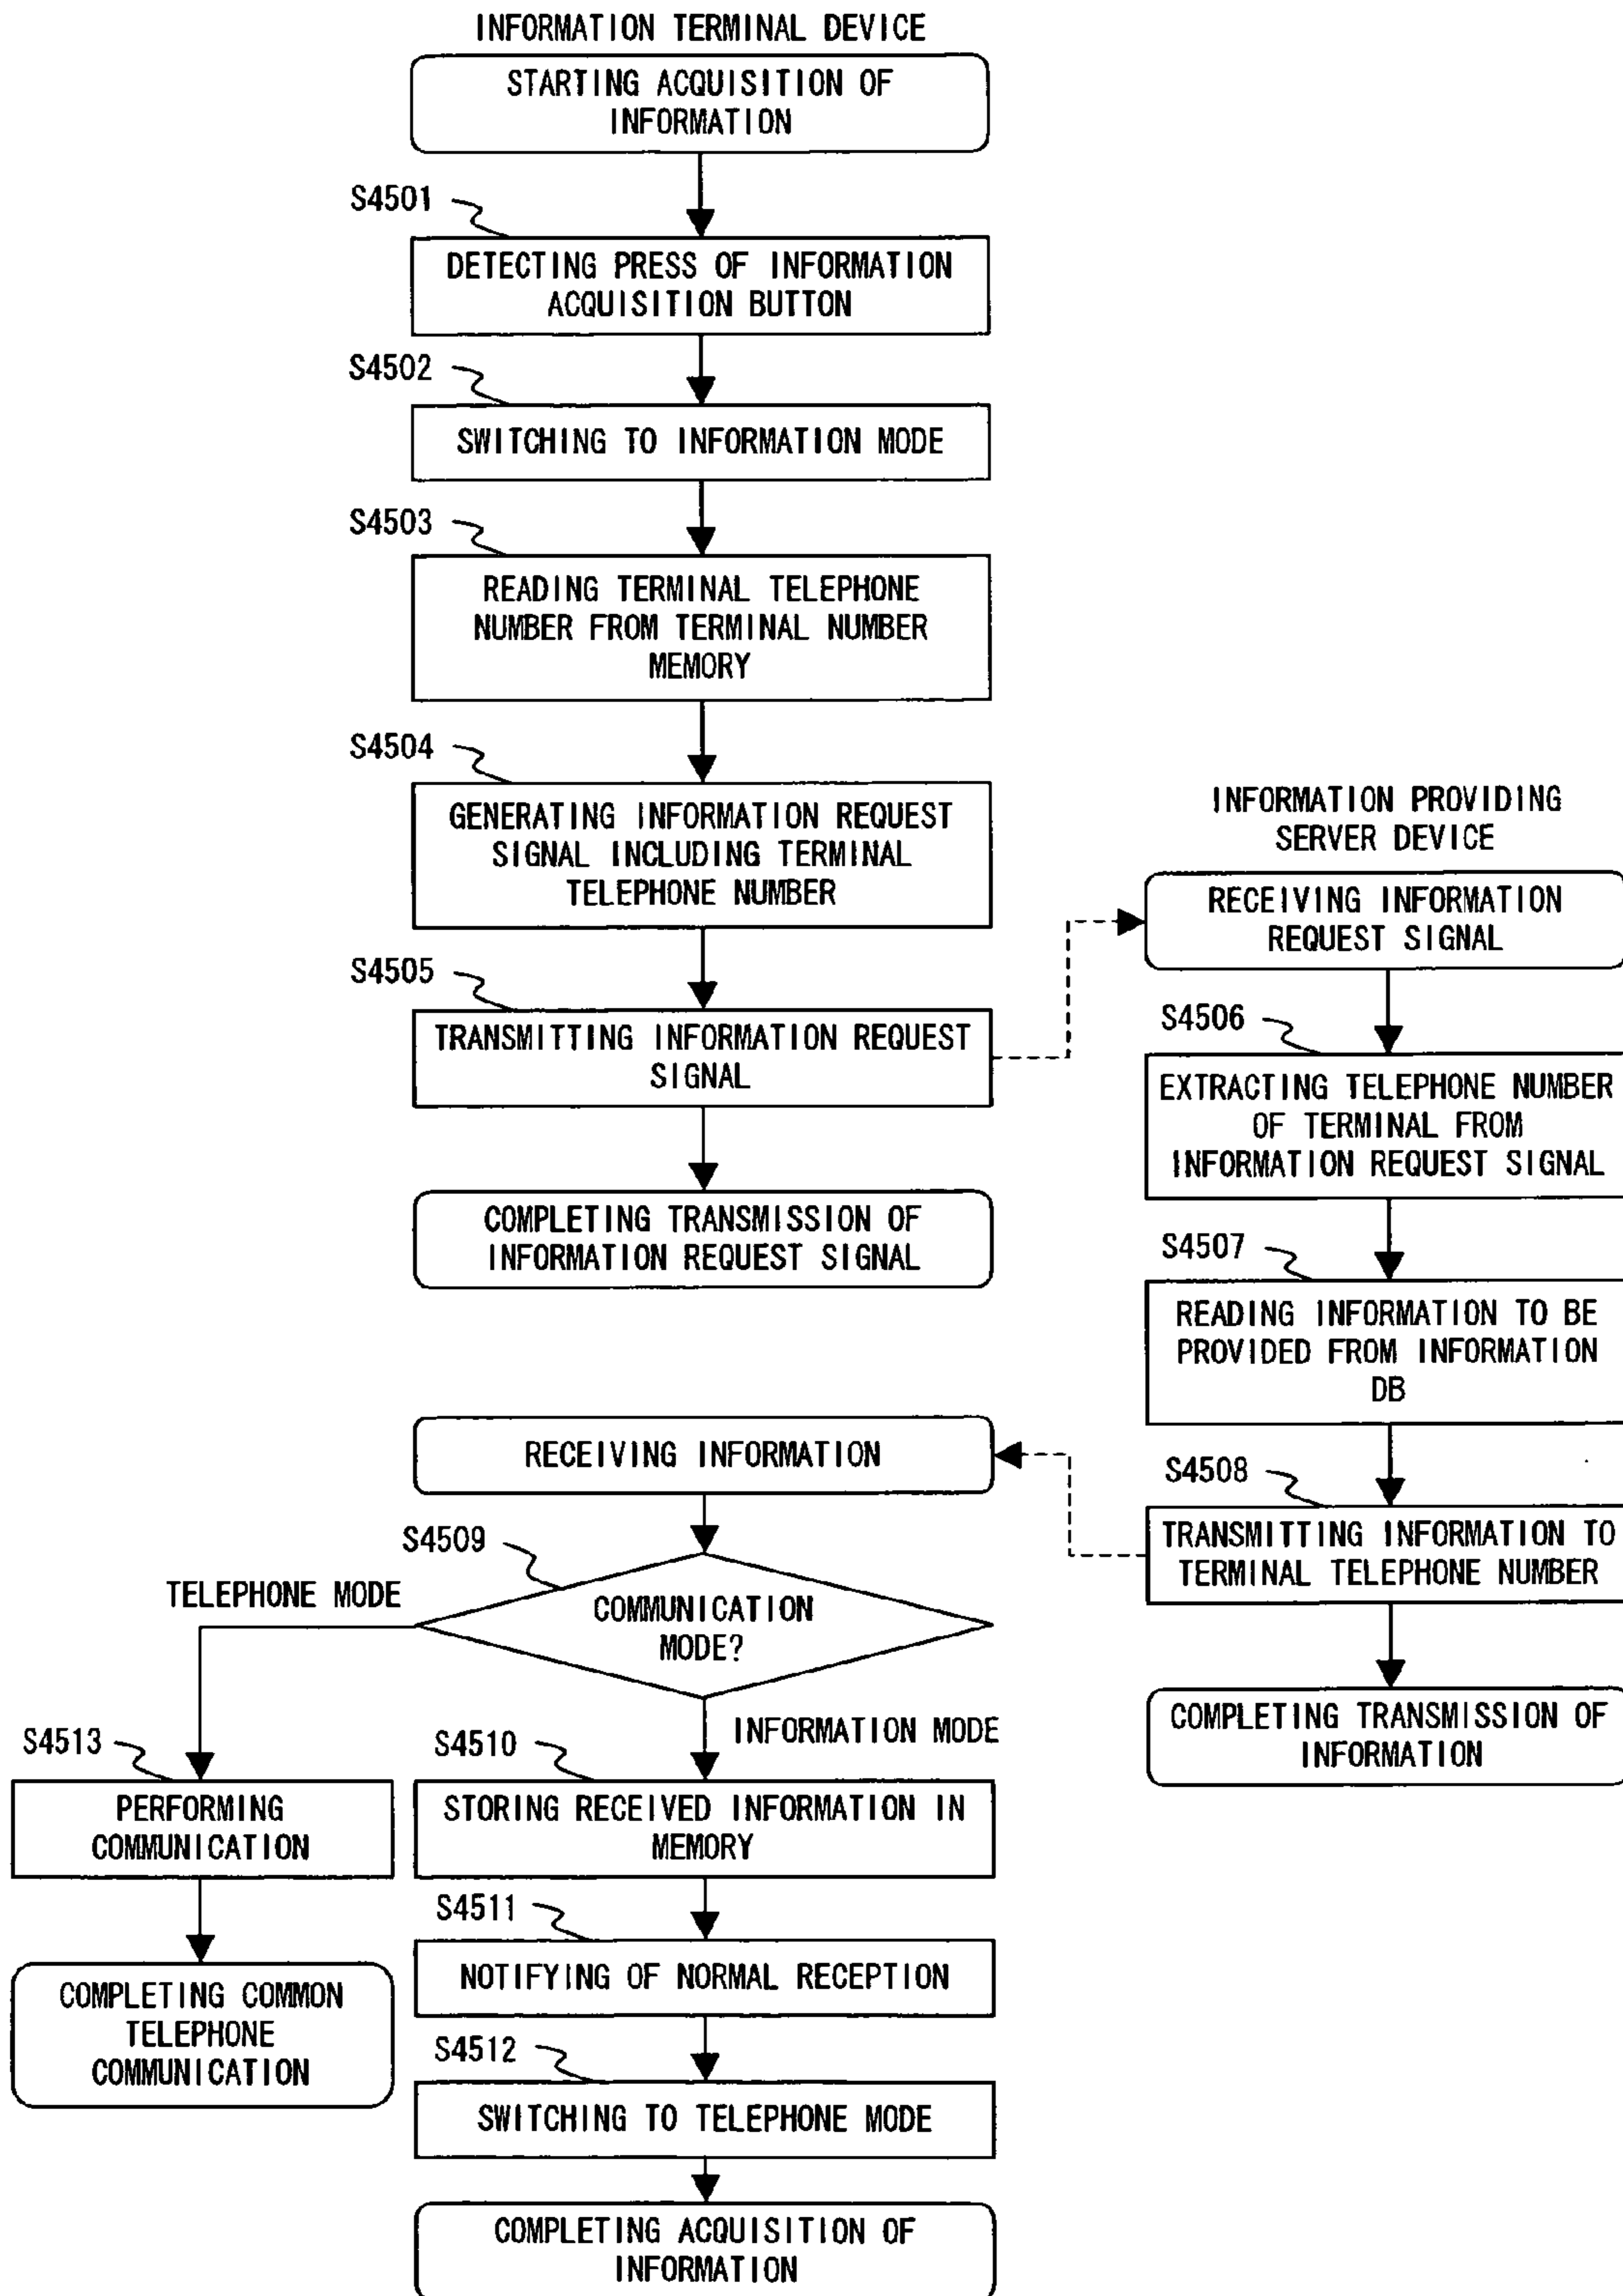 INFORMATION TERMINAL DEVICE
STARTING ACQUISITION OF
INFORMATION
S4501
DETECTING PRESS OF INFORMATION
ACQUISITION BUTTON
S4502
SWITCHING TO INFORMATION MODE
S4503
READING TERMINAL TELEPHONE
NUMBER FROM TERMINAL NUMBER
MEMORY
S4504
GENERATING INFORMATION REQUEST
SIGNAL INCLUDING TERMINAL
TELEPHONE NUMBER
S4505
TRANSMITTING INFORMATION REQUEST
SIGNAL
COMPLETING TRANSMISSION OF
INFORMATION REQUEST SIGNAL
INFORMATION PROVIDING
SERVER DEVICE
RECEIVING INFORMATION
REQUEST SIGNAL
S4506
EXTRACTING TELEPHONE NUMBER
OF TERMINAL FROM
INFORMATION REQUEST SIGNAL
S4507
READING INFORMATION TO BE
PROVIDED FROM INFORMATION
DB
S4508
TRANSMITTING INFORMATION TO
TERMINAL TELEPHONE NUMBER
COMPLETING TRANSMISSION OF
INFORMATION
RECEIVING INFORMATION
S4509
COMMUNICATION
MODE?
TELEPHONE MODE
S4513
PERFORMING
COMMUNICATION
COMPLETING COMMON
TELEPHONE
COMMUNICATION
INFORMATION MODE
S4510
STORING RECEIVED INFORMATION IN
MEMORY
S4511
NOTIFYING OF NORMAL RECEPTION
S4512
SWITCHING TO TELEPHONE MODE
COMPLETING ACQUISITION OF
INFORMATION